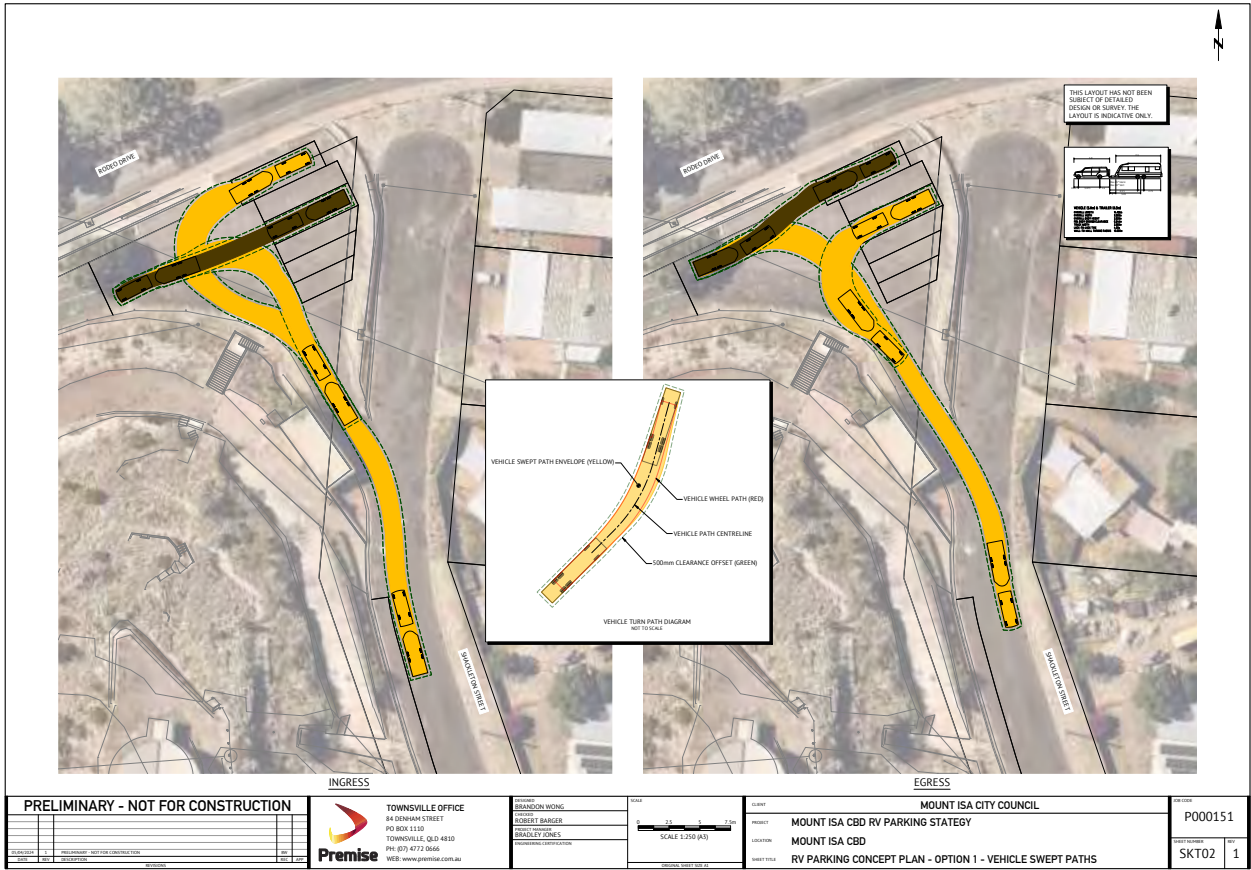 N
THIS LAYOUT HAS NOT BEEN
SUBJECT OF DETAILED
DESIGN OR SURVEY. THE
LAYOUT IS INDICATIVE ONLY.
RODEO DRIVE
RODEO DRIVE
VEHICLE SWEPT PATH ENVELOPE (YELLOW)
VEHICLE WHEEL PATH (RED)
VEHICLE PATH CENTRELINE
500mm CLEARANCE OFFSET (GREEN)
VEHICLE TURN PATH DIAGRAM
NOT TO SCALE
SHACKLETON STREET
SHACKLETON STREET
INGRESS
EGRESS
PRELIMINARY - NOT FOR CONSTRUCTION
1 PRELIMINARY - NOT FOR CONSTRUCTION BW
DATE REV DESCRIPTION REC APP
REVISIONS
Premise
TOWNSVILLE OFFICE
84 DENHAM STREET
PO BOX 1110
TOWNSVILLE, QLD 4810
PH: (07) 4772 0666
WEB: www.premise.com.au
DESIGNED
BRANDON WONG
CHECKED
ROBERT BARGER
PROJECT MANAGER
BRADLEY JONES
ENGINEERING CERTIFICATION
SCALE
0 2.5 5 7.5m
SCALE 1:250 (A3)
CLIENT MOUNT ISA CITY COUNCIL
PROJECT MOUNT ISA CBD RV PARKING STATEGY
LOCATION MOUNT ISA CBD
SHEET TITLE RV PARKING CONCEPT PLAN - OPTION 1 - VEHICLE SWEPT PATHS
JOB CODE
P000151
SHEET NUMBER REV
SKT02 1